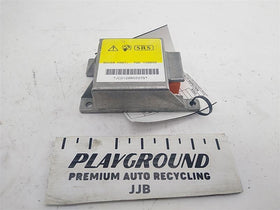 SRS
PLAYGROUND
PREMIUM AUTO RECYCLING
JJB